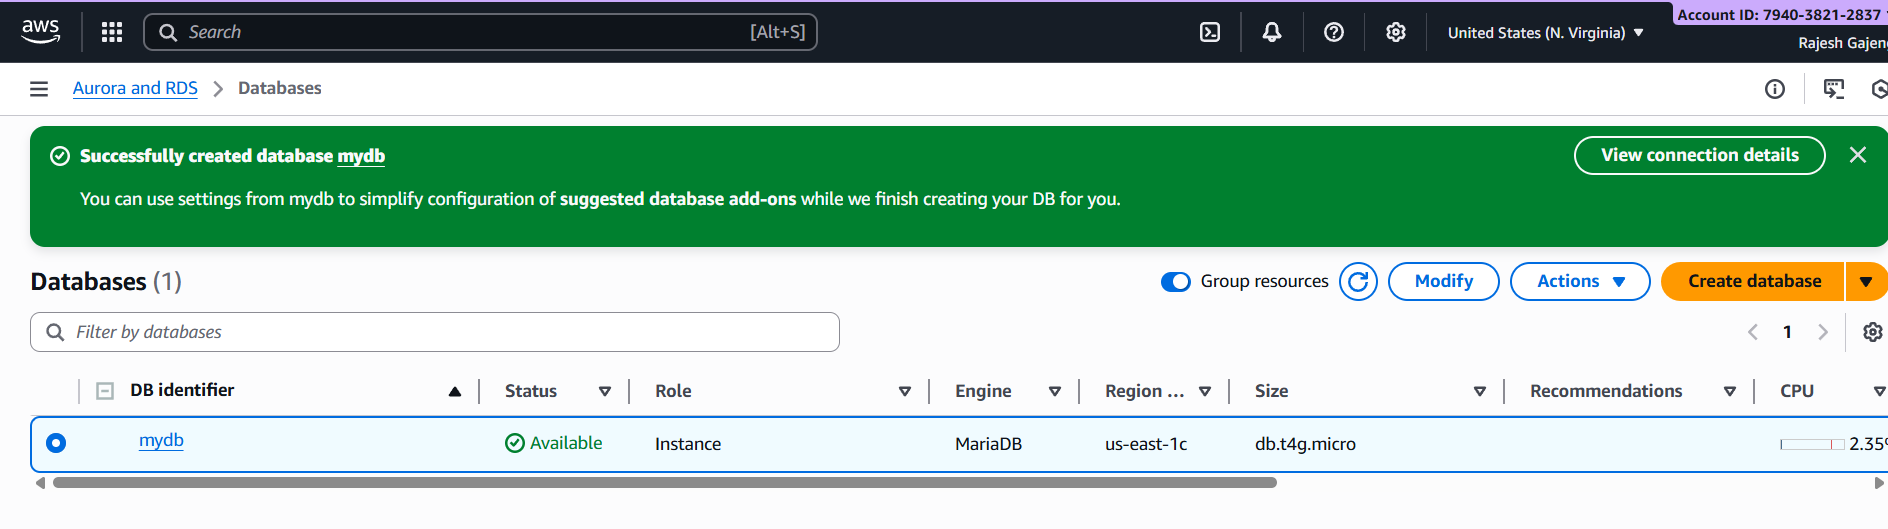 aws
Search [Alt+S]
United States (N. Virginia)
Account ID: 7940-3821-2837
Rajesh Gajeng
Aurora and RDS > Databases
Successfully created database mydb
View connection details
You can use settings from mydb to simplify configuration of suggested database add-ons while we finish creating your DB for you.
Databases (1)
Group resources
Modify
Actions
Create database
Filter by databases
1
DB identifier Status Role Engine Region ... Size Recommendations CPU
mydb Available Instance MariaDB us-east-1c db.t4g.micro 2.35%